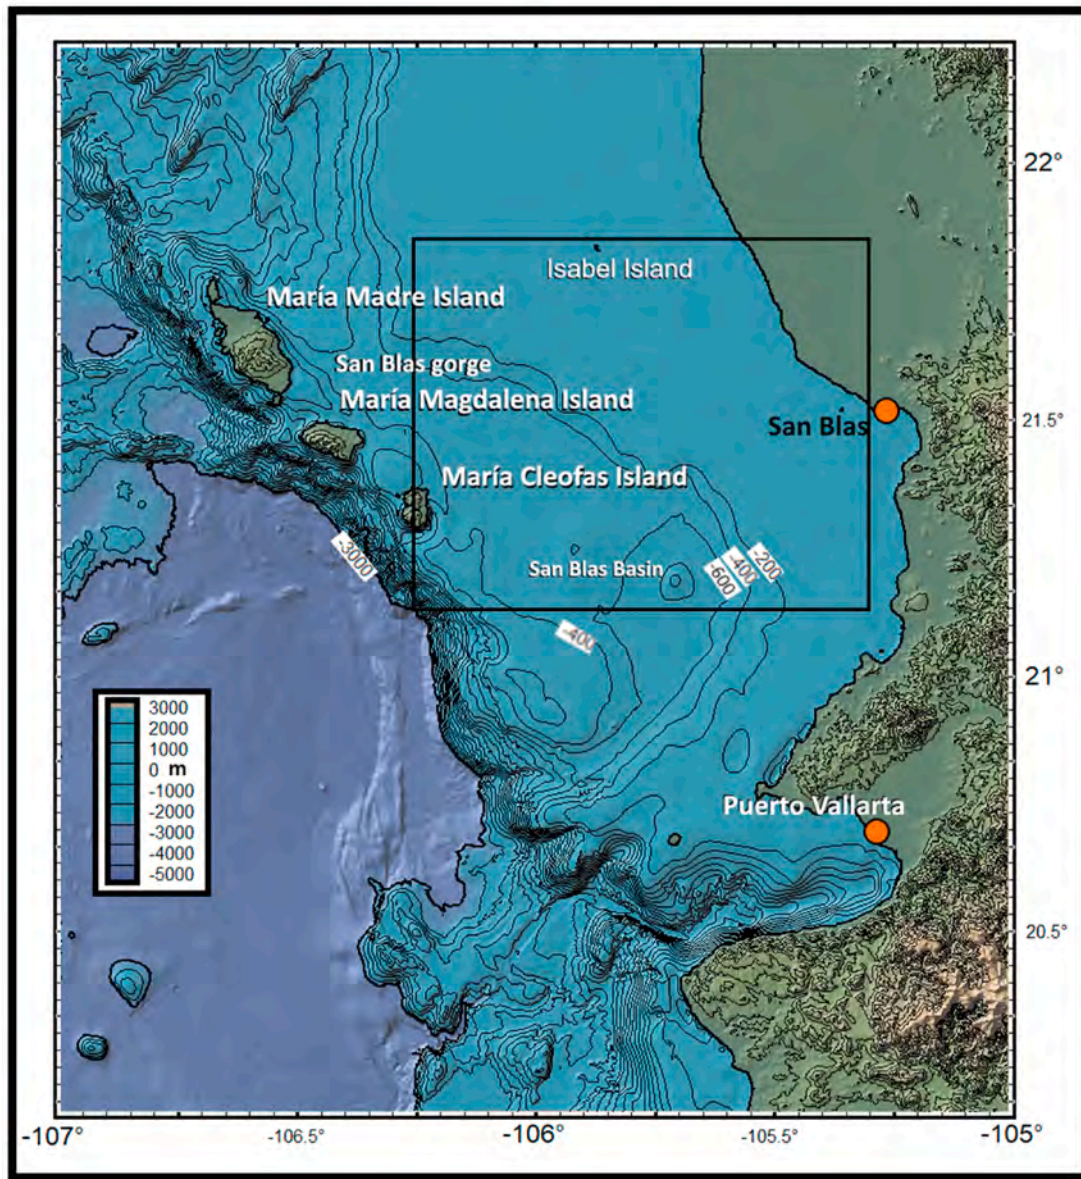 22°
Isabel Island
María Madre Island
San Blas gorge
María Magdalena Island
21.5°
San Blas
María Cleofas Island
-3000
San Blas Basin
-600
-400
-200
-400
21°
3000
2000
1000
0 m
-1000
-2000
-3000
-4000
-5000
Puerto Vallarta
20.5°
-107°
-106.5°
-106°
-105.5°
-105°